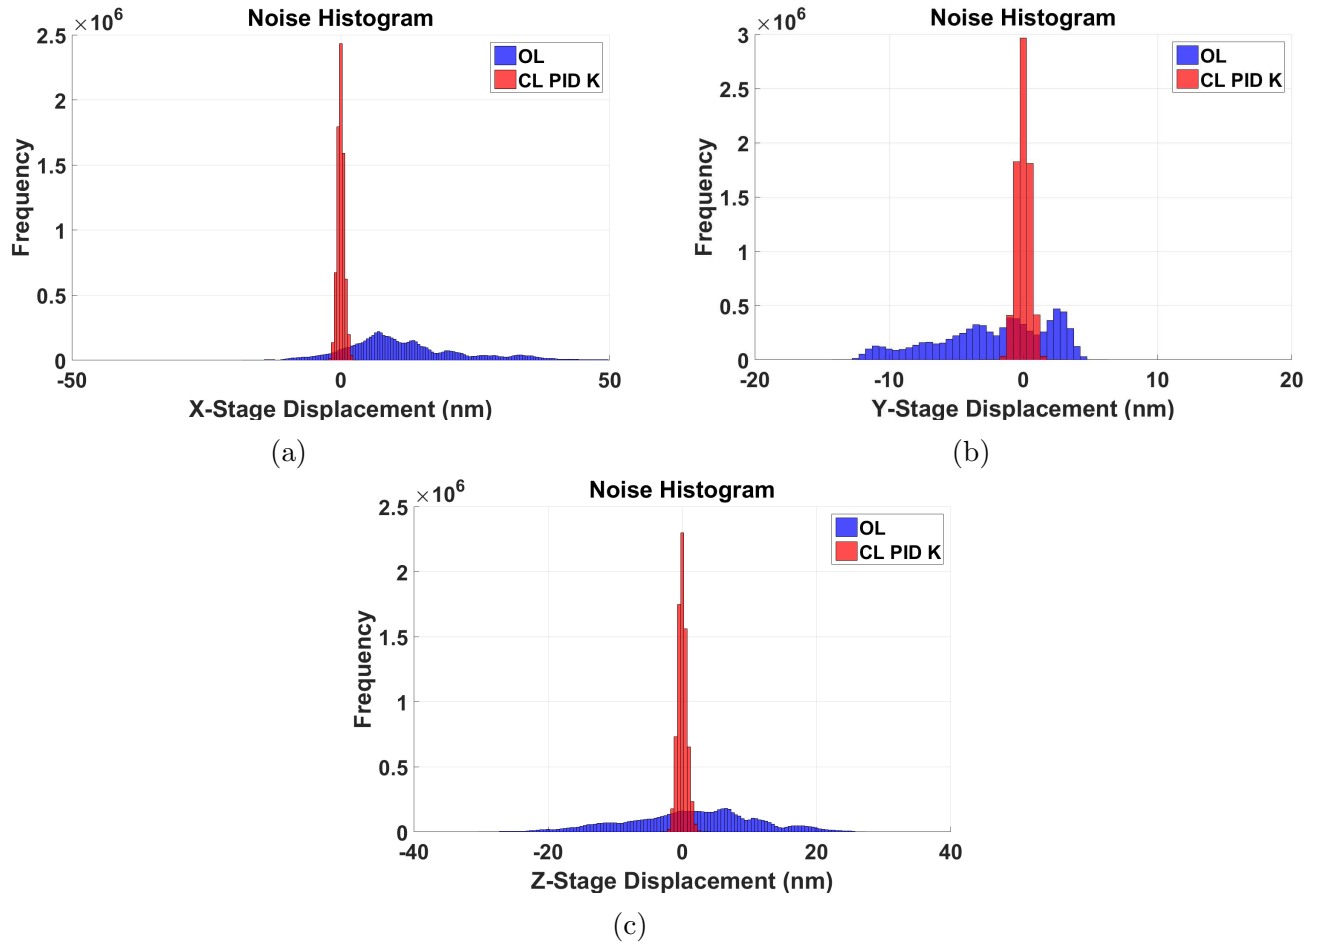 Noise Histogram
×10^6
2.5
2
1.5
1
0.5
0
Frequency
OL
CL PID K
-50
0
50
X-Stage Displacement (nm)
(a)
Noise Histogram
×10^6
3
2.5
2
1.5
1
0.5
0
Frequency
OL
CL PID K
-20
-10
0
10
20
Y-Stage Displacement (nm)
(b)
Noise Histogram
×10^6
2.5
2
1.5
1
0.5
0
Frequency
OL
CL PID K
-40
-20
0
20
40
Z-Stage Displacement (nm)
(c)